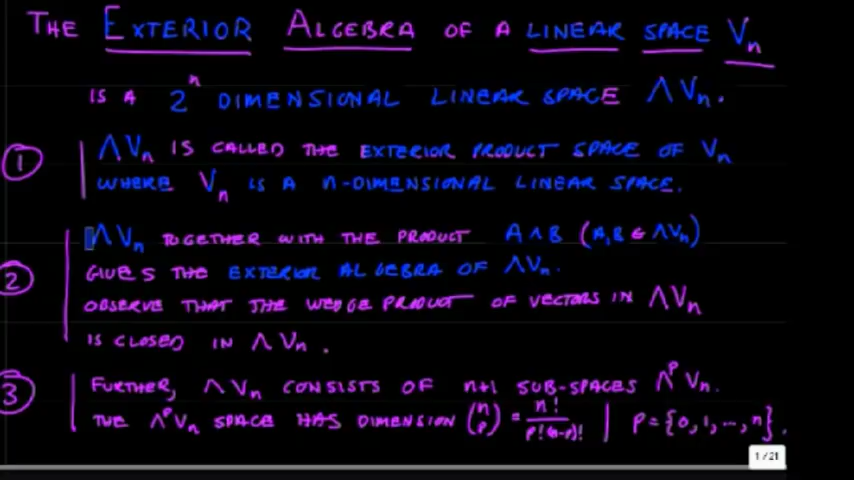 THE EXTERIOR ALGEBRA OF A LINEAR SPACE Vₙ
IS A 2ⁿ DIMENSIONAL LINEAR SPACE ΛVₙ.
① ΛVₙ IS CALLED THE EXTERIOR PRODUCT SPACE OF Vₙ
WHERE Vₙ IS A n-DIMENSIONAL LINEAR SPACE.
ΛVₙ TOGETHER WITH THE PRODUCT A∧B (A,B ∈ ΛVₙ)
② GIVES THE EXTERIOR ALGEBRA OF ΛVₙ.
OBSERVE THAT THE WEDGE PRODUCT OF VECTORS IN ΛVₙ
IS CLOSED IN ΛVₙ.
③ FURTHER, ΛVₙ CONSISTS OF n+1 SUB-SPACES ΛᵖVₙ.
THE ΛᵖVₙ SPACE HAS DIMENSION (n p) = n!/p!(n-p)! | p = {0, 1, ..., n}.
1 / 21